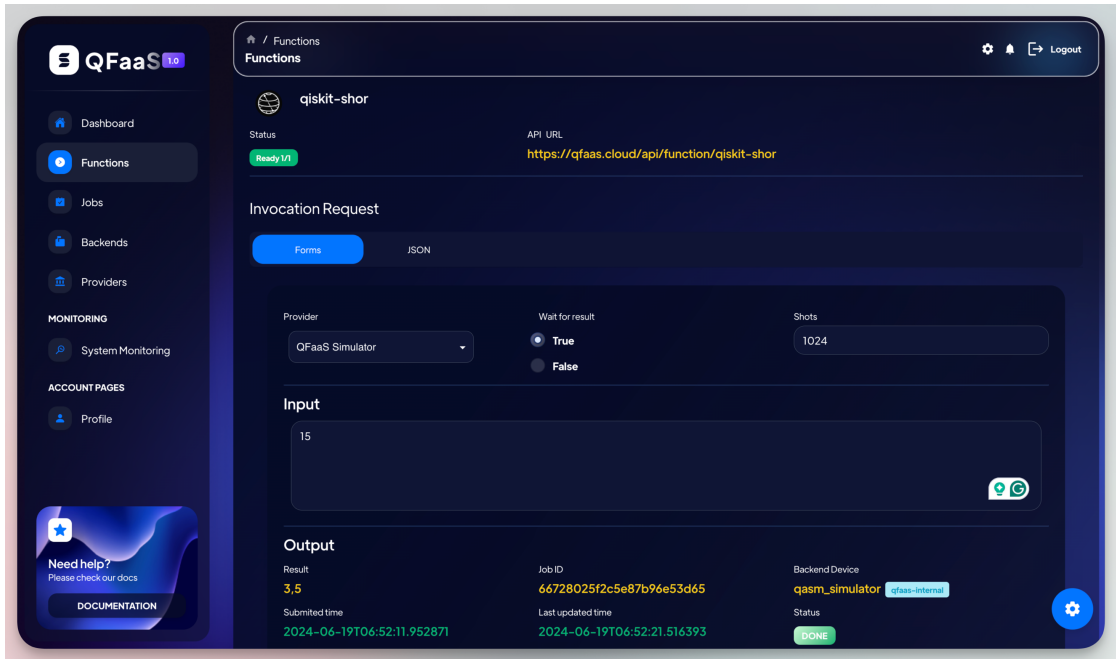 QFaaS 1.0
Dashboard
Functions
Jobs
Backends
Providers
MONITORING
System Monitoring
ACCOUNT PAGES
Profile
Need help?
Please check our docs
DOCUMENTATION
/ Functions
Functions
Logout
qiskit-shor
Status
API URL
Ready 1/1
https://qfaas.cloud/api/function/qiskit-shor
Invocation Request
Forms
JSON
Provider
Wait for result
Shots
QFaaS Simulator
True
1024
False
Input
15
Output
Result
Job ID
Backend Device
3,5
66728025f2c5e87b96e53d65
qasm_simulator qfaas-internal
Submited time
Last updated time
Status
2024-06-19T06:52:11.952871
2024-06-19T06:52:21.516393
DONE